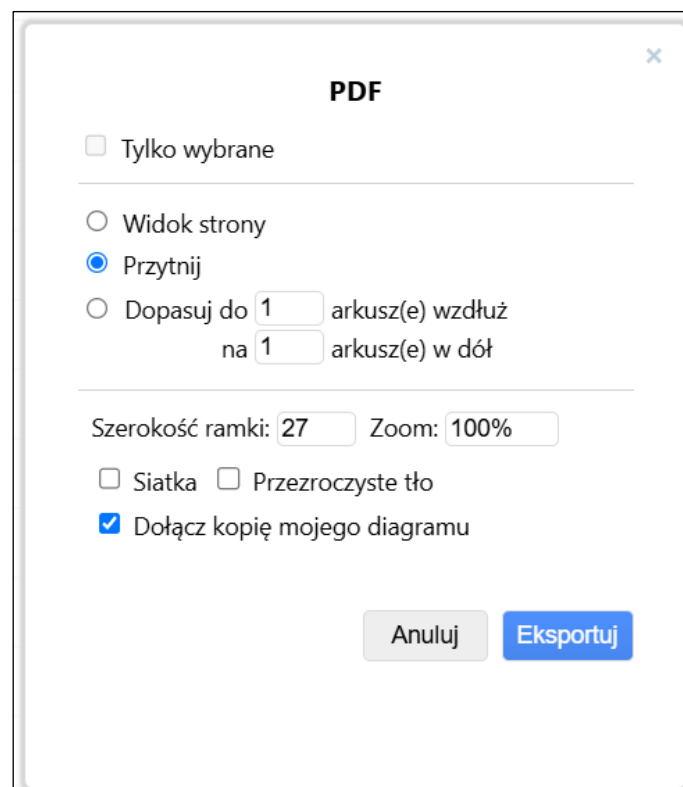 ×
PDF
Tylko wybrane
Widok strony
Przytnij
Dopasuj do 1 arkusz(e) wzdłuż
na 1 arkusz(e) w dół
Szerokość ramki: 27 Zoom: 100%
Siatka Przezroczyste tło
Dołącz kopię mojego diagramu
Anuluj Eksportuj